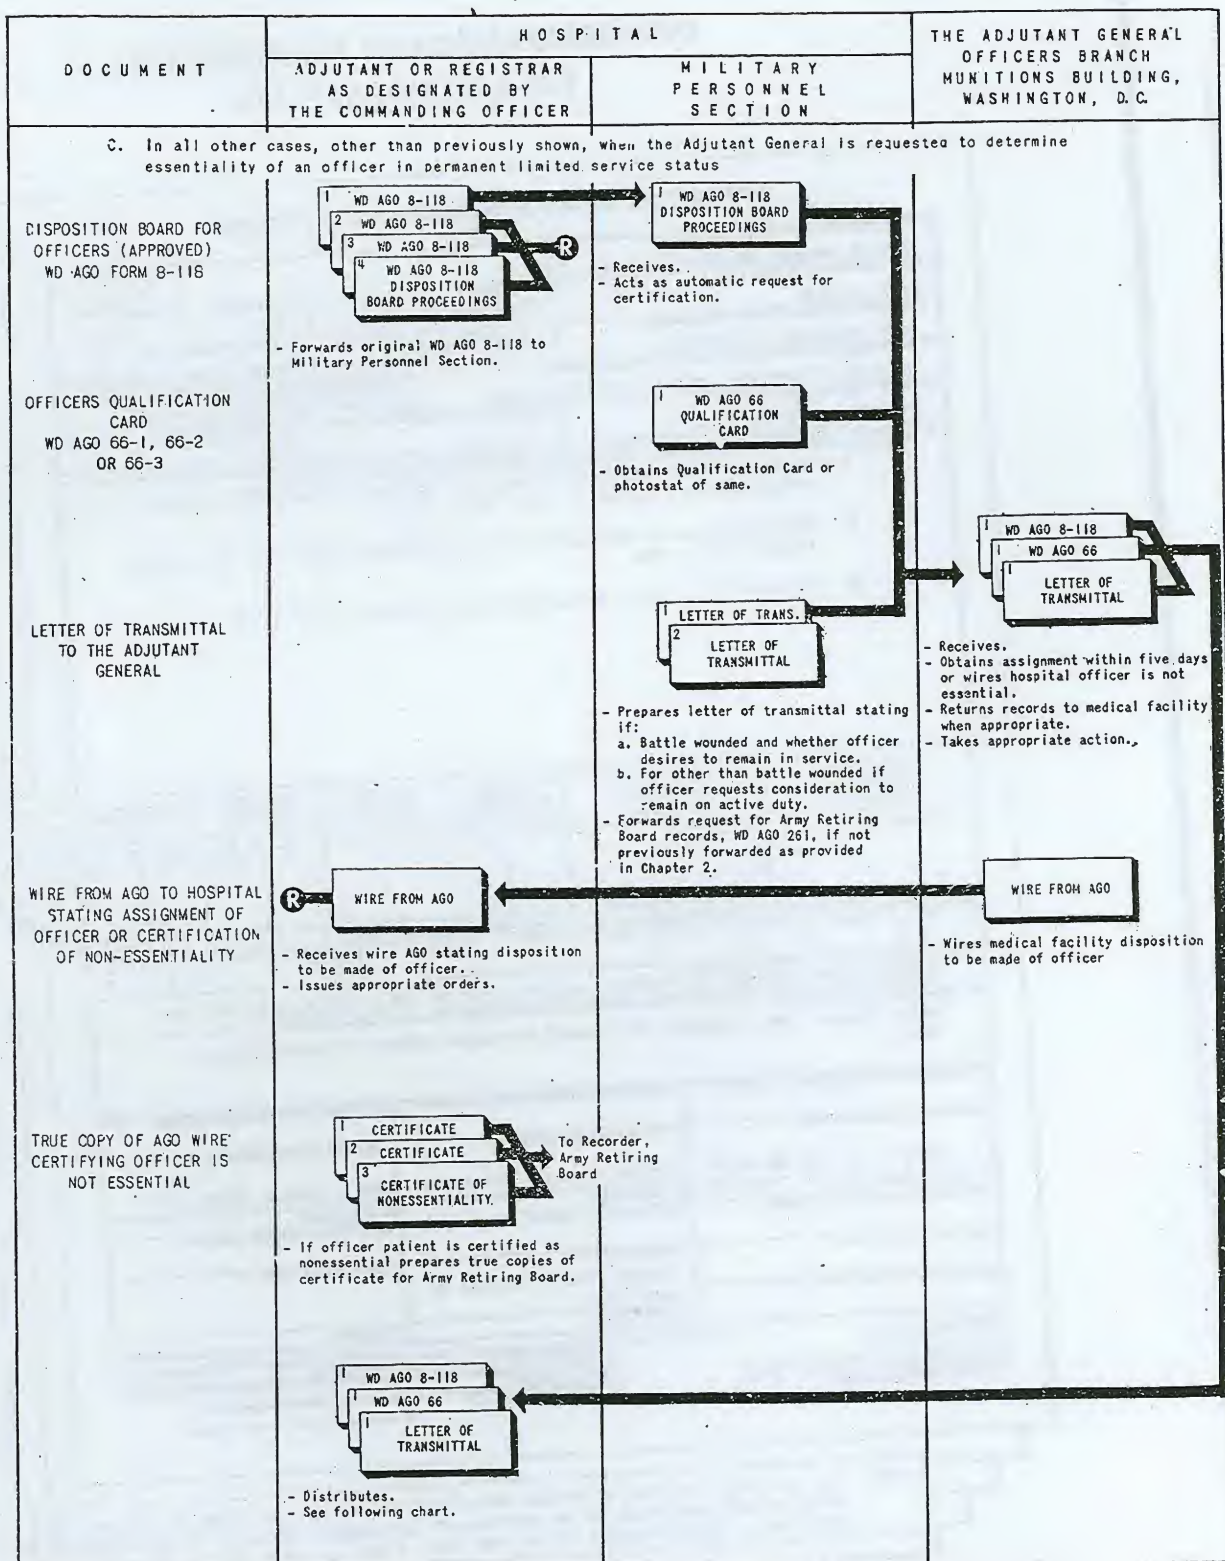 DOCUMENT
HOSPITAL
ADJUTANT OR REGISTRAR
AS DESIGNATED BY
THE COMMANDING OFFICER
MILITARY
PERSONNEL
SECTION
THE ADJUTANT GENERAL
OFFICERS BRANCH
MUNITIONS BUILDING,
WASHINGTON, D.C.
C. In all other cases, other than previously shown, when the Adjutant General is requested to determine
essentiality of an officer in permanent limited service status
DISPOSITION BOARD FOR
OFFICERS (APPROVED)
WD AGO FORM 8-118
1 WD AGO 8-118
2 WD AGO 8-118
3 WD AGO 8-118
4 WD AGO 8-118
DISPOSITION
BOARD PROCEEDINGS
R
- Forwards original WD AGO 8-118 to
Military Personnel Section.
1 WD AGO 8-118
DISPOSITION BOARD
PROCEEDINGS
- Receives.
- Acts as automatic request for
certification.
OFFICERS QUALIFICATION
CARD
WD AGO 66-1, 66-2
OR 66-3
1 WD AGO 66
QUALIFICATION
CARD
- Obtains Qualification Card or
photostat of same.
1 WD AGO 8-118
1 WD AGO 66
1 LETTER OF
TRANSMITTAL
- Receives.
- Obtains assignment within five days
or wires hospital officer is not
essential.
- Returns records to medical facility
when appropriate.
- Takes appropriate action.
LETTER OF TRANSMITTAL
TO THE ADJUTANT
GENERAL
1 LETTER OF TRANS.
2 LETTER OF
TRANSMITTAL
- Prepares letter of transmittal stating
if:
a. Battle wounded and whether officer
desires to remain in service.
b. For other than battle wounded if
officer requests consideration to
remain on active duty.
- Forwards request for Army Retiring
Board records, WD AGO 261, if not
previously forwarded as provided
in Chapter 2.
WIRE FROM AGO TO HOSPITAL
STATING ASSIGNMENT OF
OFFICER OR CERTIFICATION
OF NON-ESSENTIALITY
R
WIRE FROM AGO
- Receives wire AGO stating disposition
to be made of officer.
- Issues appropriate orders.
WIRE FROM AGO
- Wires medical facility disposition
to be made of officer
TRUE COPY OF AGO WIRE
CERTIFYING OFFICER IS
NOT ESSENTIAL
1 CERTIFICATE
2 CERTIFICATE
3 CERTIFICATE OF
NONESSENTIALITY.
To Recorder,
Army Retiring
Board
- If officer patient is certified as
nonessential prepares true copies of
certificate for Army Retiring Board.
1 WD AGO 8-118
1 WD AGO 66
1 LETTER OF
TRANSMITTAL
- Distributes.
- See following chart.